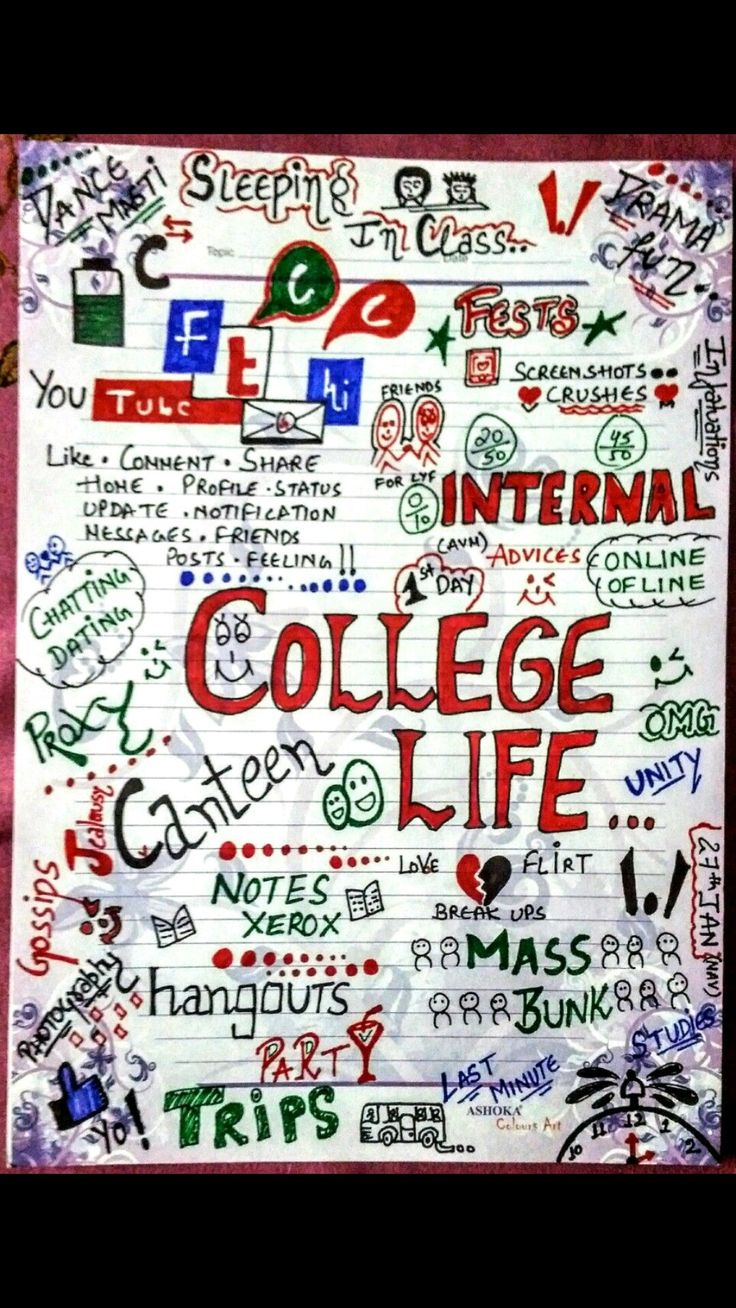 DANCE
MASTI
SLEEPING
IN CLASS..
DRAMA
fun
Topic
Date
C
C
C
f
t
hi
YOU TUBE
FESTS
SCREENSHOTS
CRUSHES
Infatuations
FRIENDS
FOR LYF
20/50
45/50
0/10
INTERNAL
(AVM)
Like • COMMENT • SHARE
HOME • PROFILE • STATUS
UPDATE • NOTIFICATION
MESSAGES • FRIENDS
POSTS • FEELING!!
1st DAY
ADVICES
ONLINE
OFLINE
CHATTING
DATING
COLLEGE
LIFE...
PROXY
OMG
UNITY
Canteen
Jealousy
Gossips
NOTES
XEROX
LOVE
FLIRT
BREAK UPS
27th JAN (NAV)
MASS
BUNK
PHOTOGRAPHY
hangouts
PARTY
STUDIES
LAST
MINUTE
YO!
TRIPS
ASHOKA
Colours Art
10 11 12 1 2